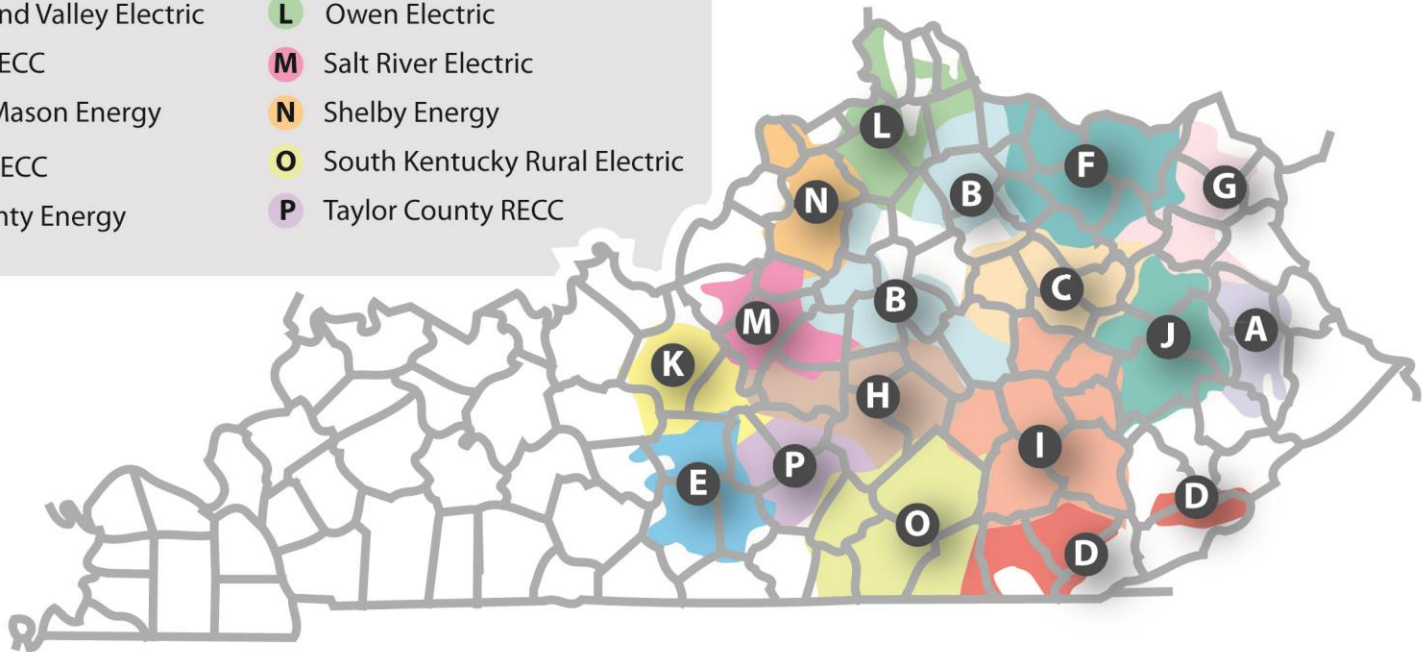 nd Valley Electric
ECC
Mason Energy
ECC
nty Energy
L Owen Electric
M Salt River Electric
N Shelby Energy
O South Kentucky Rural Electric
P Taylor County RECC
L
F
G
B
N
C
B
M
A
J
K
H
I
P
E
D
O
D